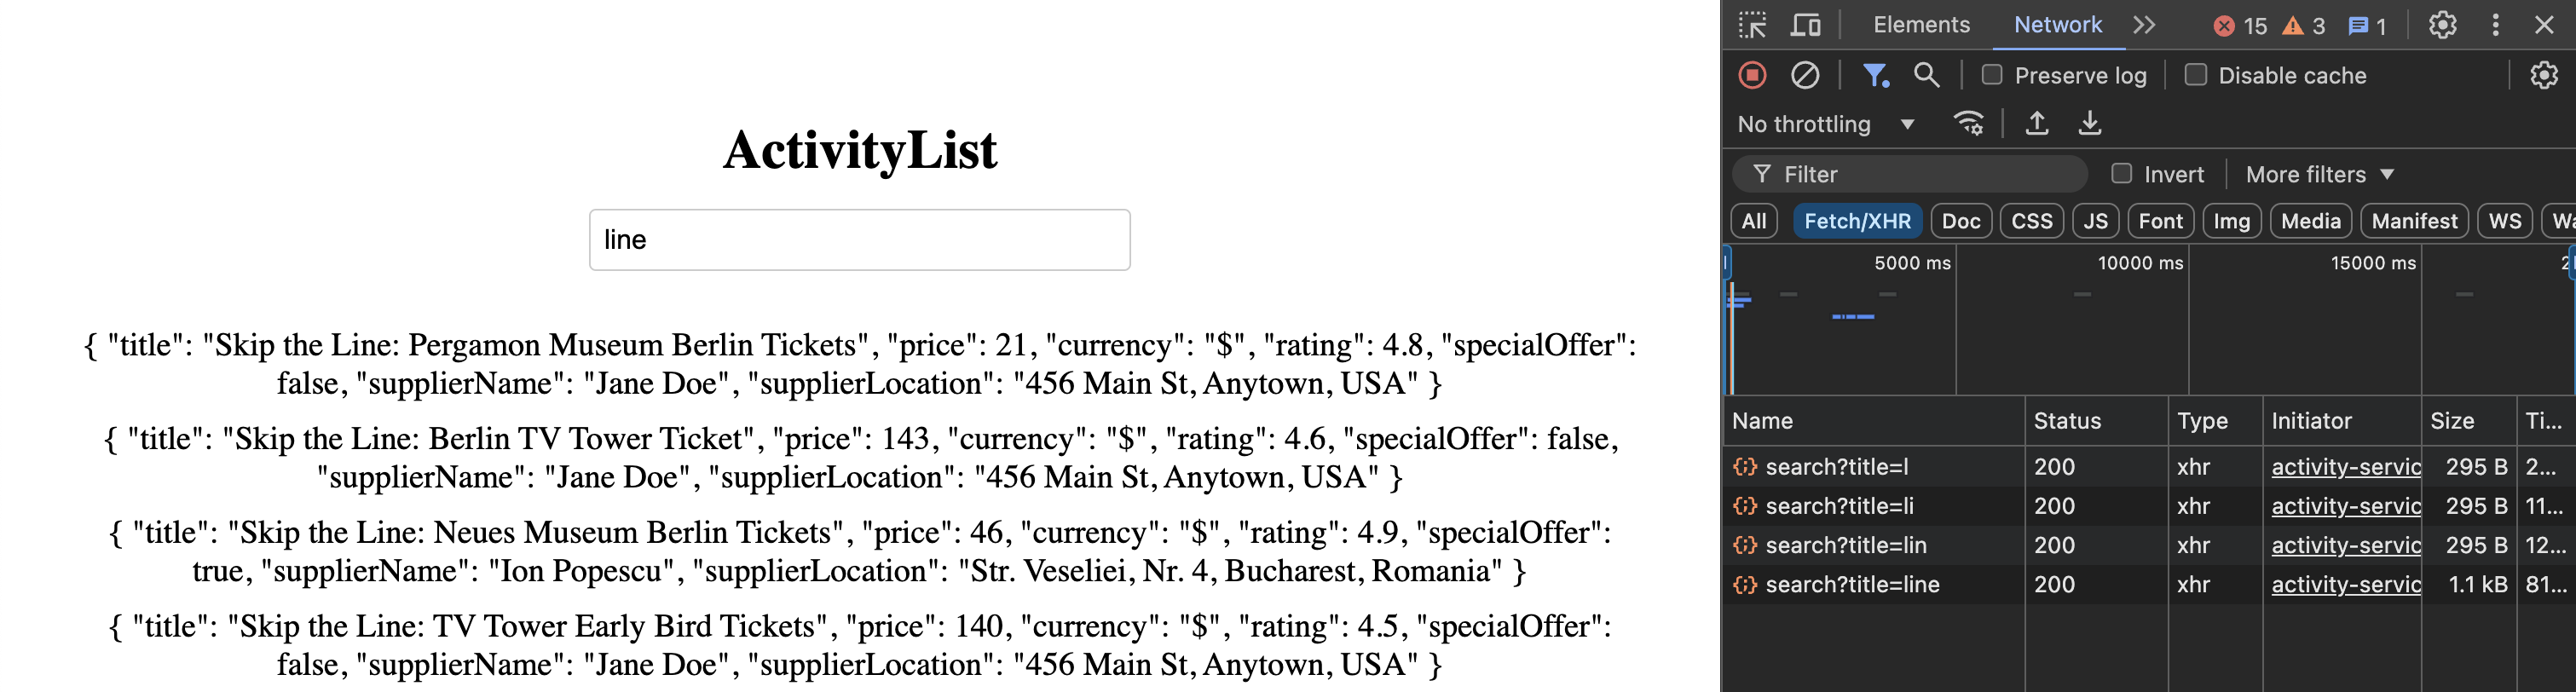 ActivityList
line
{ "title": "Skip the Line: Pergamon Museum Berlin Tickets", "price": 21, "currency": "$", "rating": 4.8, "specialOffer":
false, "supplierName": "Jane Doe", "supplierLocation": "456 Main St, Anytown, USA" }
{ "title": "Skip the Line: Berlin TV Tower Ticket", "price": 143, "currency": "$", "rating": 4.6, "specialOffer": false,
"supplierName": "Jane Doe", "supplierLocation": "456 Main St, Anytown, USA" }
{ "title": "Skip the Line: Neues Museum Berlin Tickets", "price": 46, "currency": "$", "rating": 4.9, "specialOffer":
true, "supplierName": "Ion Popescu", "supplierLocation": "Str. Veseliei, Nr. 4, Bucharest, Romania" }
{ "title": "Skip the Line: TV Tower Early Bird Tickets", "price": 140, "currency": "$", "rating": 4.5, "specialOffer":
false, "supplierName": "Jane Doe", "supplierLocation": "456 Main St, Anytown, USA" }
Elements Network 15 3 1
Preserve log Disable cache
No throttling
Filter Invert More filters
All Fetch/XHR Doc CSS JS Font Img Media Manifest WS Wa
5000 ms 10000 ms 15000 ms 2
Name Status Type Initiator Size Ti...
search?title=l 200 xhr activity-servic 295 B 2...
search?title=li 200 xhr activity-servic 295 B 11...
search?title=lin 200 xhr activity-servic 295 B 12...
search?title=line 200 xhr activity-servic 1.1 kB 81...